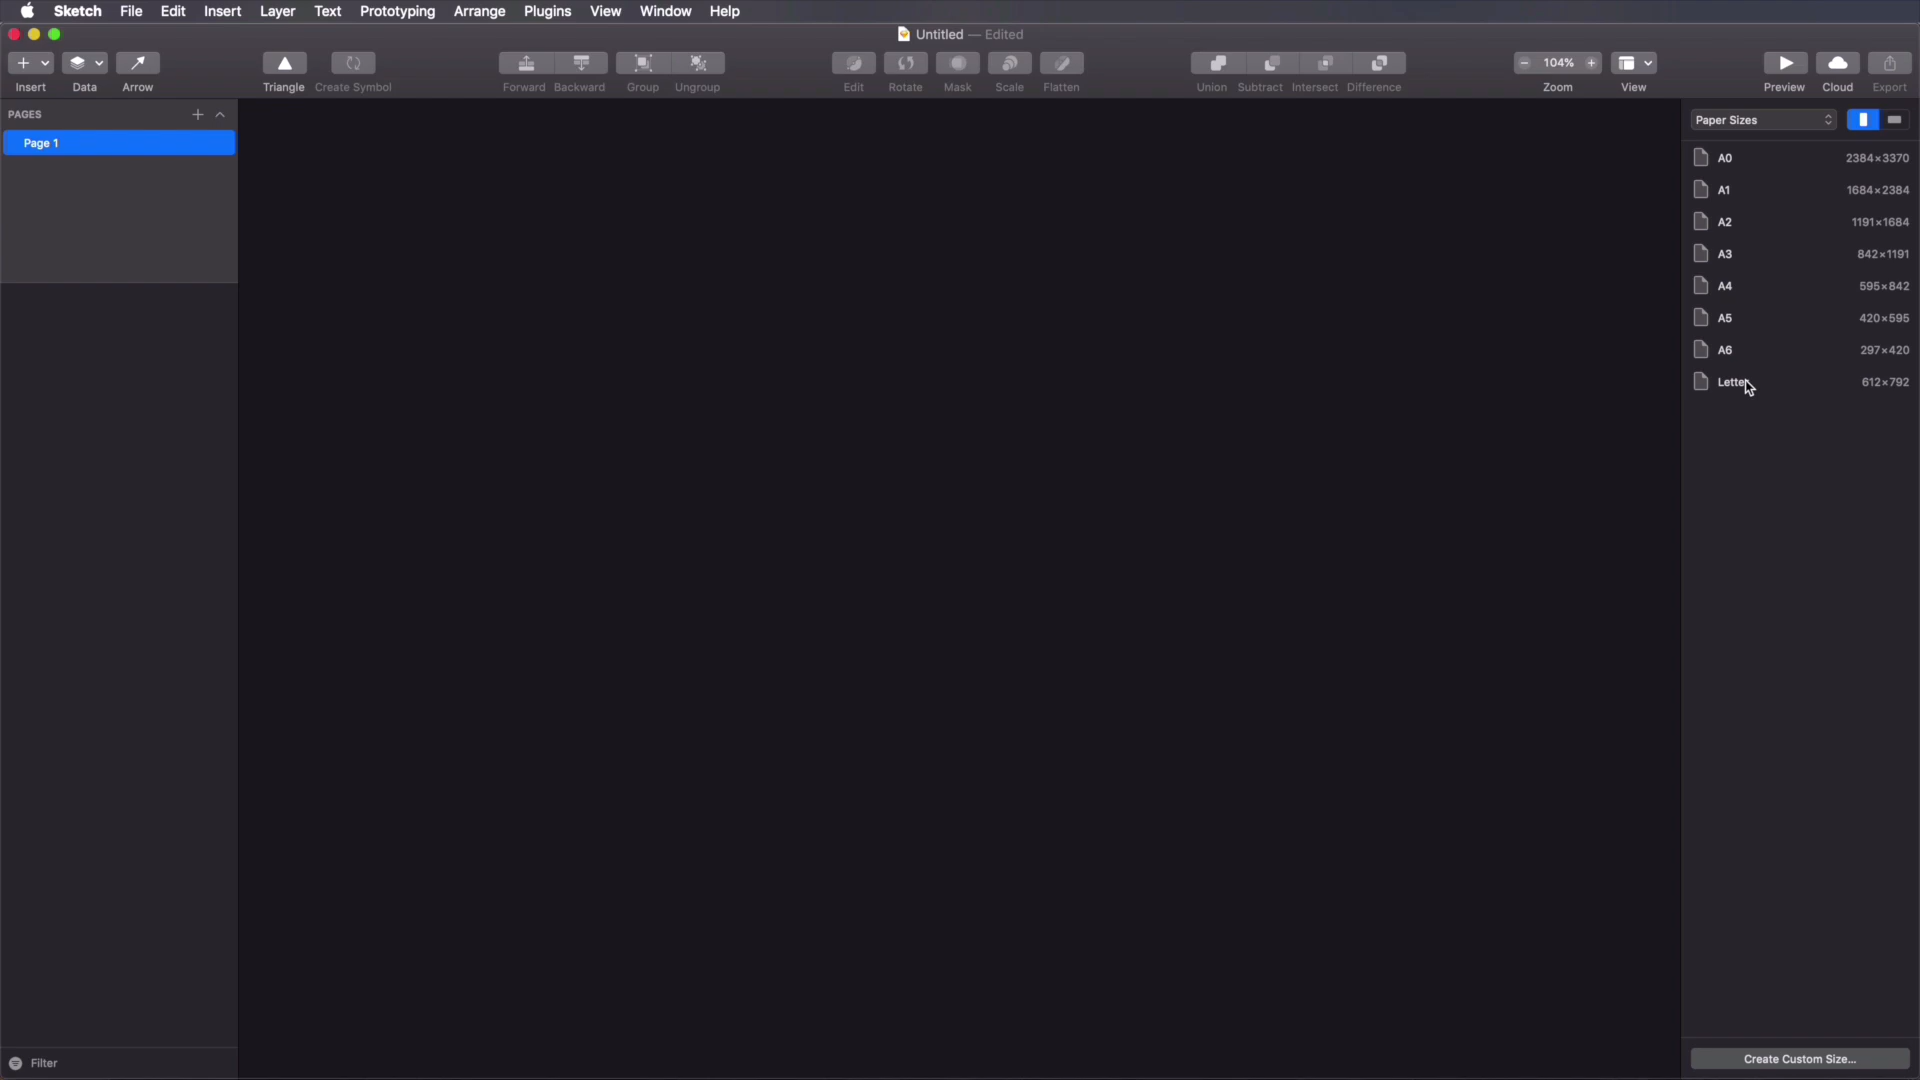 Sketch File Edit Insert Layer Text Prototyping Arrange Plugins View Window Help
Untitled — Edited
104%
Insert Data Arrow Triangle Create Symbol Forward Backward Group Ungroup Edit Rotate Mask Scale Flatten Union Subtract Intersect Difference Zoom View Preview Cloud Export
PAGES
Page 1
Filter
Paper Sizes
A0 2384×3370
A1 1684×2384
A2 1191×1684
A3 842×1191
A4 595×842
A5 420×595
A6 297×420
Letter 612×792
Create Custom Size...